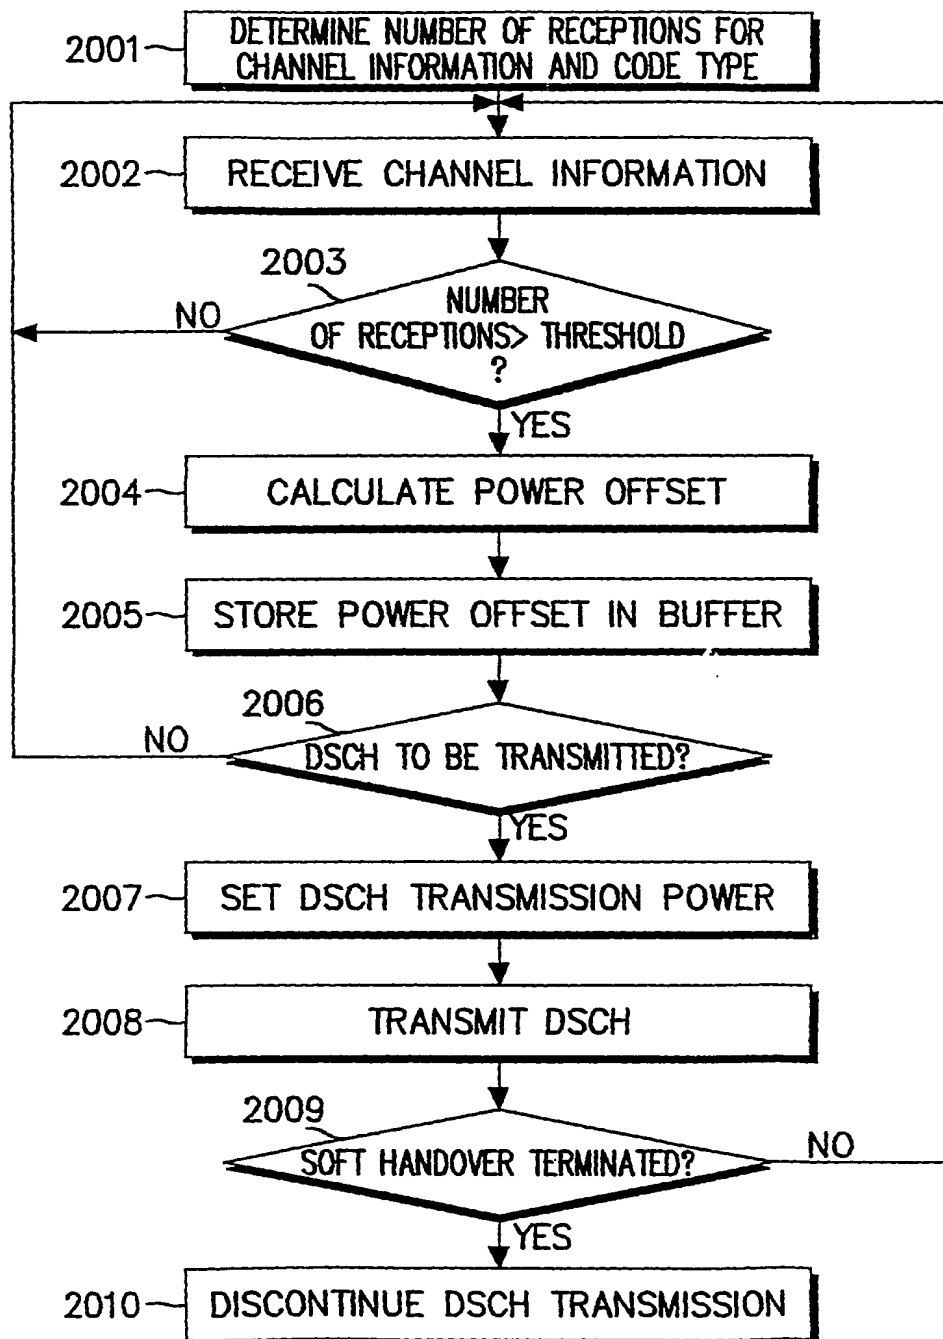 2001
DETERMINE NUMBER OF RECEPTIONS FOR
CHANNEL INFORMATION AND CODE TYPE
2002
RECEIVE CHANNEL INFORMATION
2003
NUMBER
OF RECEPTIONS> THRESHOLD
?
NO
YES
2004
CALCULATE POWER OFFSET
2005
STORE POWER OFFSET IN BUFFER
2006
DSCH TO BE TRANSMITTED?
NO
YES
2007
SET DSCH TRANSMISSION POWER
2008
TRANSMIT DSCH
2009
SOFT HANDOVER TERMINATED?
NO
YES
2010
DISCONTINUE DSCH TRANSMISSION